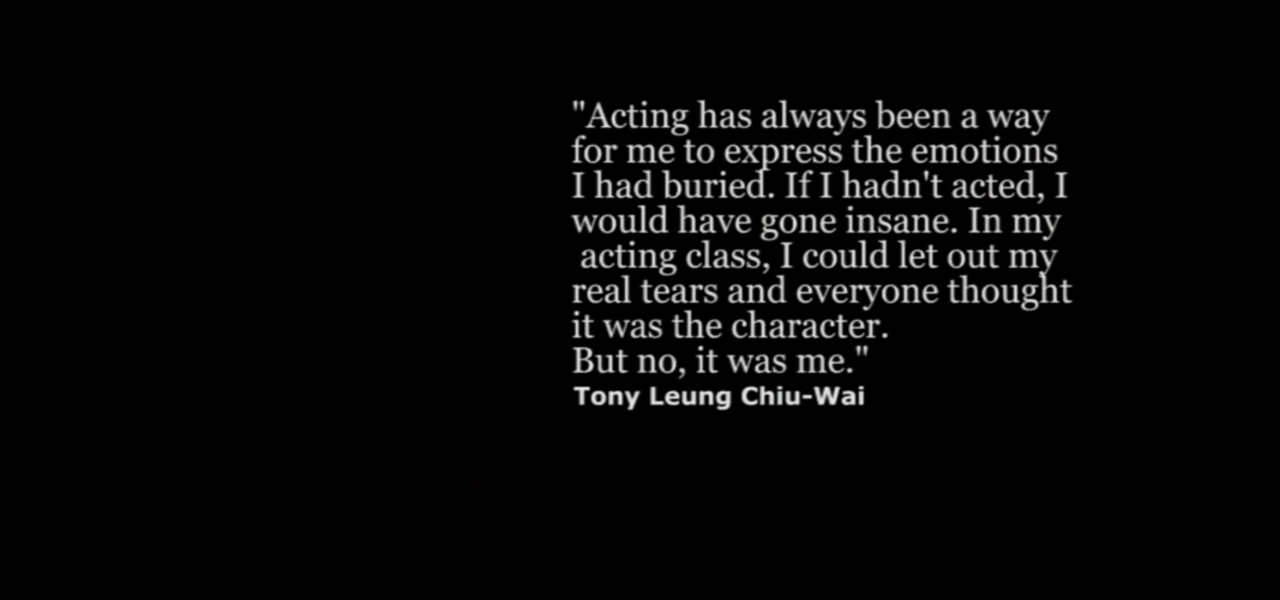 "Acting has always been a way
for me to express the emotions
I had buried. If I hadn't acted, I
would have gone insane. In my
acting class, I could let out my
real tears and everyone thought
it was the character.
But no, it was me."
Tony Leung Chiu-Wai